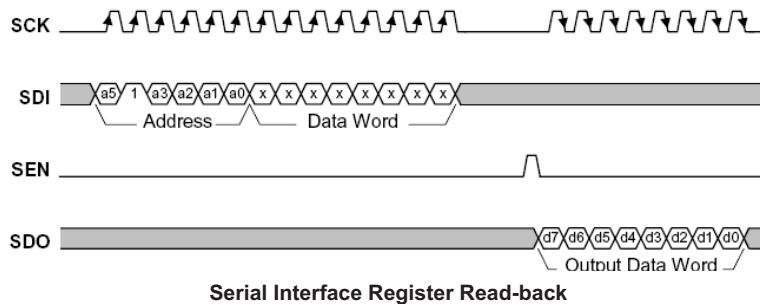 SCK
SDI a5 1 a3 a2 a1 a0 x x x x x x x x
Address Data Word
SEN
SDO d7 d6 d5 d4 d3 d2 d1 d0
Output Data Word
Serial Interface Register Read-back